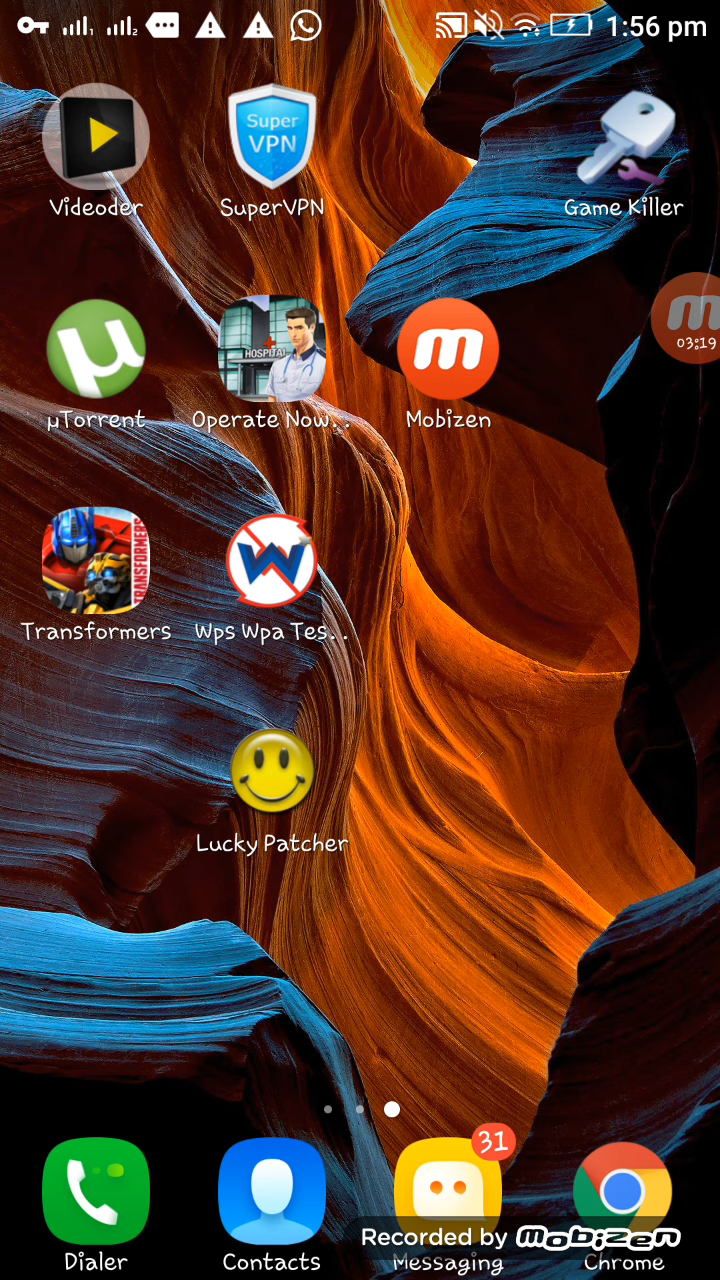 1:56 pm
Super
VPN
Videoder
SuperVPN
Game Killer
03:19
HOSPITAL
µTorrent
Operate Now. . .
Mobizen
TRANSFORMERS
W
Transformers
Wps Wpa Tes. . .
Lucky Patcher
31
Recorded by Mobizen
Dialer
Contacts
Messaging
Chrome